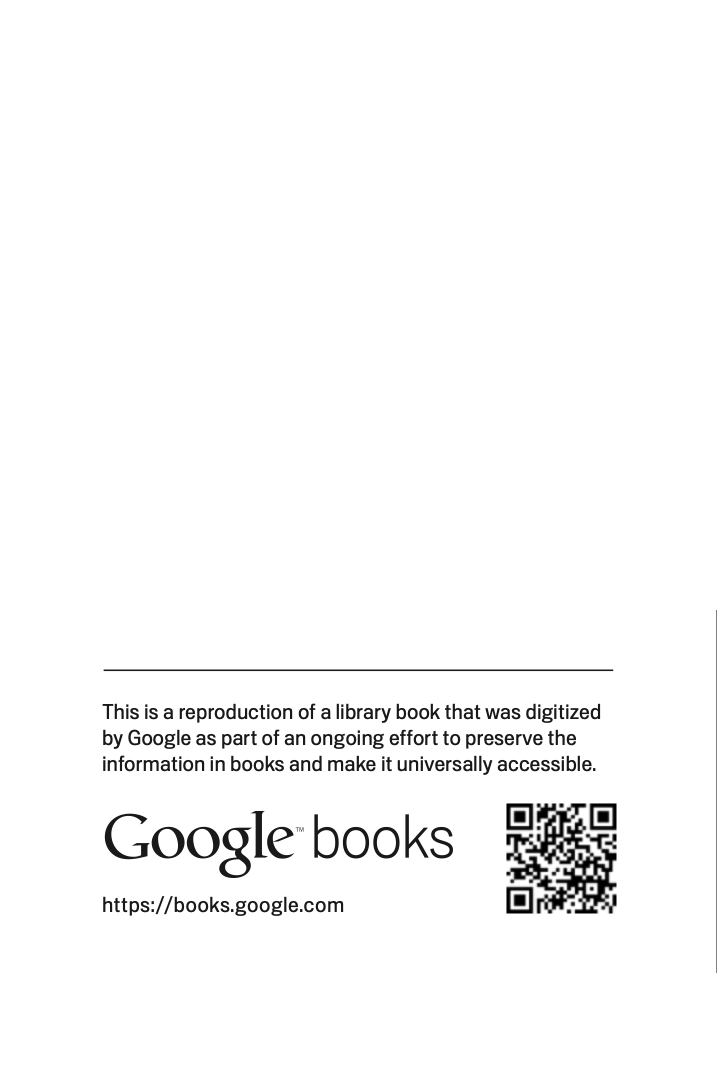 This is a reproduction of a library book that was digitized
by Google as part of an ongoing effort to preserve the
information in books and make it universally accessible.
Google™ books
https://books.google.com